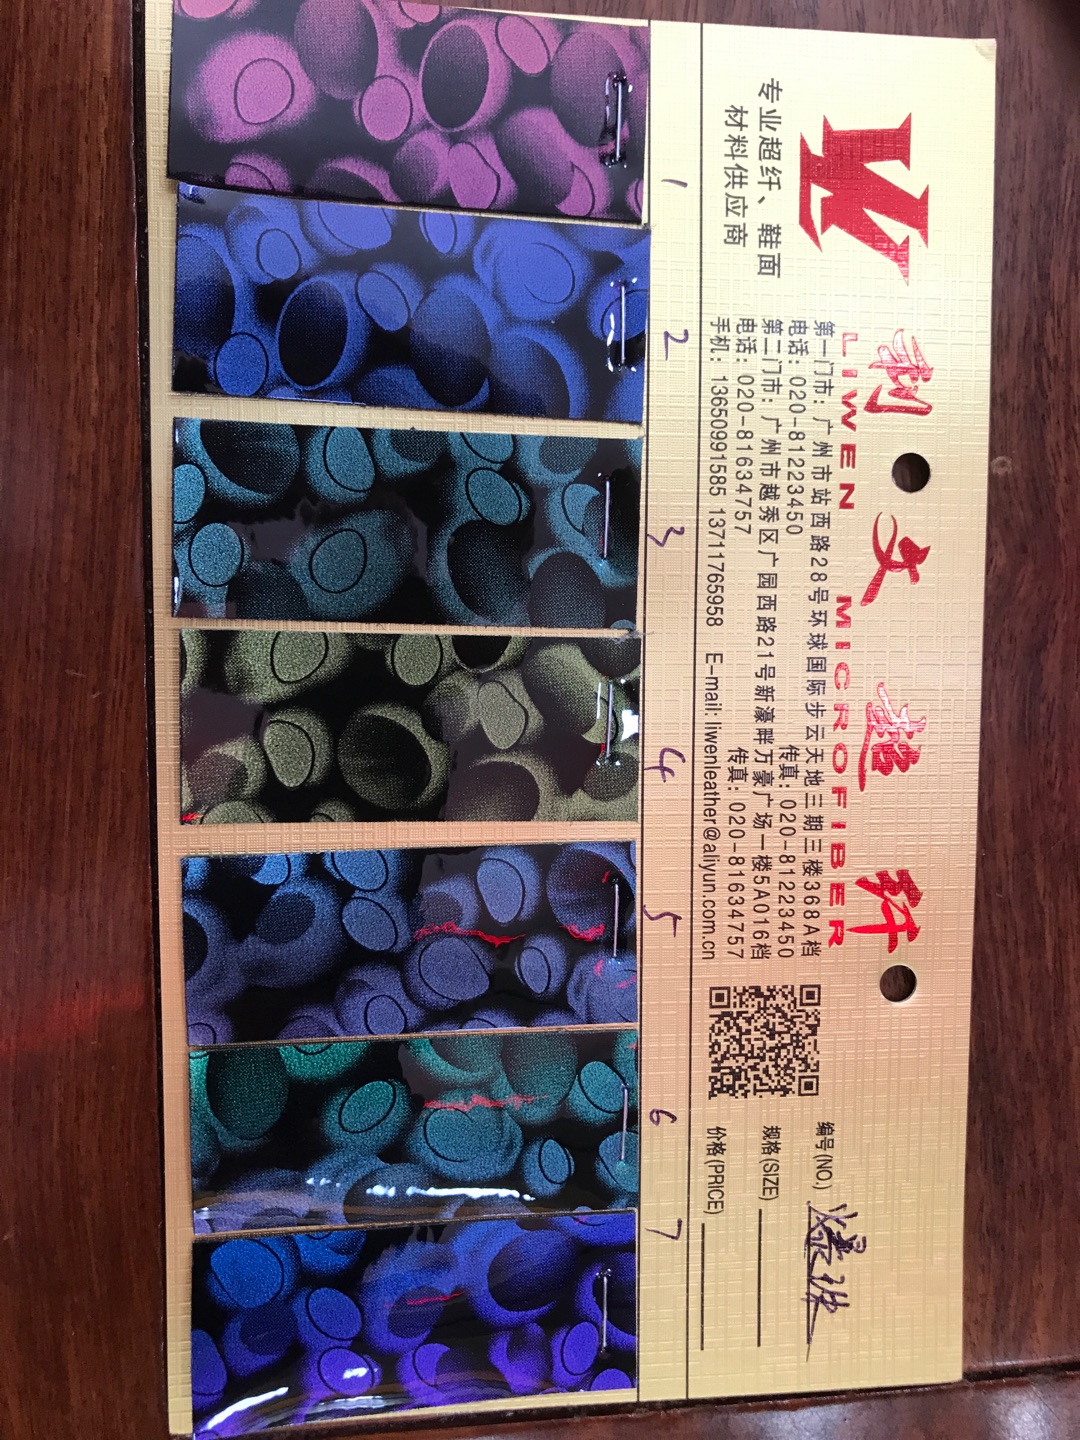 利文超纤
LIWEN MICROFIBER
专业超纤、鞋面
材料供应商
第一门市：广州市站西路28号环球国际步云天地三期三楼368A档
电话：020-81223450 传真：020-81223450
第二门市：广州市越秀区广园西路21号新濠畔万豪广场一楼5A016档
电话：020-81634757 传真：020-81634757
手机：13650991585 13711765958 E-mail: liwenleather@aliyun.com.cn
编号(NO.)
规格(SIZE)
价格(PRICE)
1
2
3
4
5
6
7